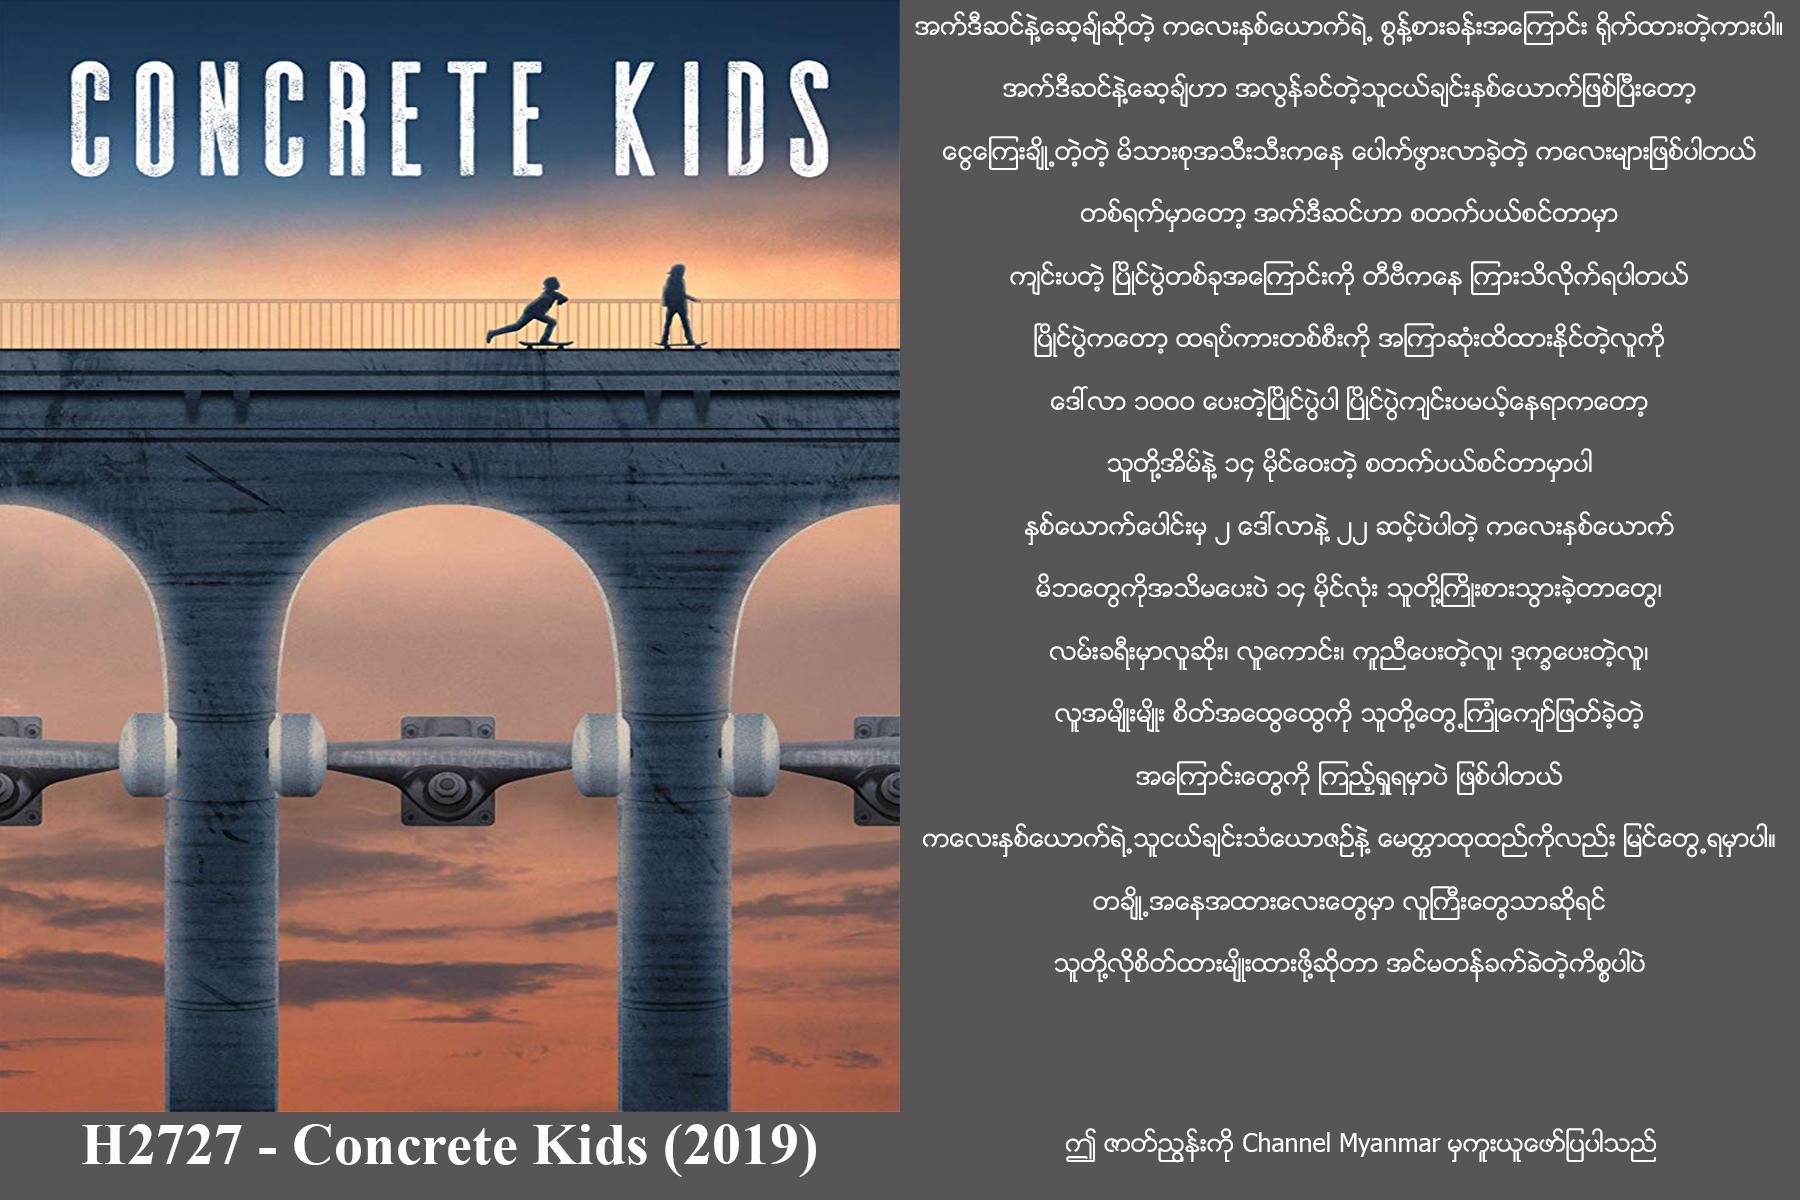 CONCRETE KIDS
H2727 - Concrete Kids (2019)
အက်ဒီဆင်နဲ့ဆေ့ခ်ျဆိုတဲ့ ကလေးနှစ်ယောက်ရဲ့ စွန့်စားခန်းအကြောင်း ရိုက်ထားတဲ့ကားပါ။
အက်ဒီဆင်နဲ့ဆေ့ခ်ျဟာ အလွန်ခင်တဲ့သူငယ်ချင်းနှစ်ယောက်ဖြစ်ပြီးတော့
ငွေကြေးချို့တဲ့တဲ့ မိသားစုအသီးသီးကနေ ပေါက်ဖွားလာခဲ့တဲ့ ကလေးများဖြစ်ပါတယ်
တစ်ရက်မှာတော့ အက်ဒီဆင်ဟာ စတက်ပယ်စင်တာမှာ
ကျင်းပတဲ့ ပြိုင်ပွဲတစ်ခုအကြောင်းကို တီဗီကနေ ကြားသိလိုက်ရပါတယ်
ပြိုင်ပွဲကတော့ ထရပ်ကားတစ်စီးကို အကြာဆုံးထိထားနိုင်တဲ့လူကို
ဒေါ်လာ ၁၀၀၀ ပေးတဲ့ပြိုင်ပွဲပါ ပြိုင်ပွဲကျင်းပမယ့်နေရာကတော့
သူတို့အိမ်နဲ့ ၁၄ မိုင်ဝေးတဲ့ စတက်ပယ်စင်တာမှာပါ
နှစ်ယောက်ပေါင်းမှ ၂ ဒေါ်လာနဲ့ ၂၂ ဆင့်ပဲပါတဲ့ ကလေးနှစ်ယောက်
မိဘတွေကိုအသိမပေးပဲ ၁၄ မိုင်လုံး သူတို့ကြိုးစားသွားခဲ့တာတွေ၊
လမ်းခရီးမှာလူဆိုး၊ လူကောင်း၊ ကူညီပေးတဲ့လူ၊ ဒုက္ခပေးတဲ့လူ၊
လူအမျိုးမျိုး စိတ်အထွေထွေကို သူတို့တွေ့ကြုံကျော်ဖြတ်ခဲ့တဲ့
အကြောင်းတွေကို ကြည့်ရှုရမှာပဲ ဖြစ်ပါတယ်
ကလေးနှစ်ယောက်ရဲ့သူငယ်ချင်းသံယောဇဉ်နဲ့ မေတ္တာထုထည်ကိုလည်း မြင်တွေ့ရမှာပါ။
တချို့အနေအထားလေးတွေမှာ လူကြီးတွေသာဆိုရင်
သူတို့လိုစိတ်ထားမျိုးထားဖို့ဆိုတာ အင်မတန်ခက်ခဲတဲ့ကိစ္စပါပဲ
ဤ ဇာတ်ညွှန်းကို Channel Myanmar မှကူးယူဖော်ပြပါသည်